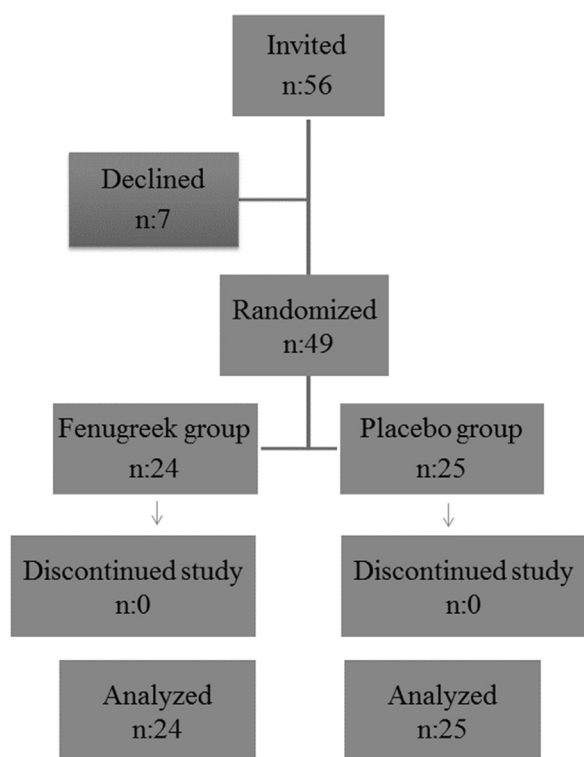 Invited
n:56
Declined
n:7
Randomized
n:49
Fenugreek group
n:24
Placebo group
n:25
Discontinued study
n:0
Discontinued study
n:0
Analyzed
n:24
Analyzed
n:25